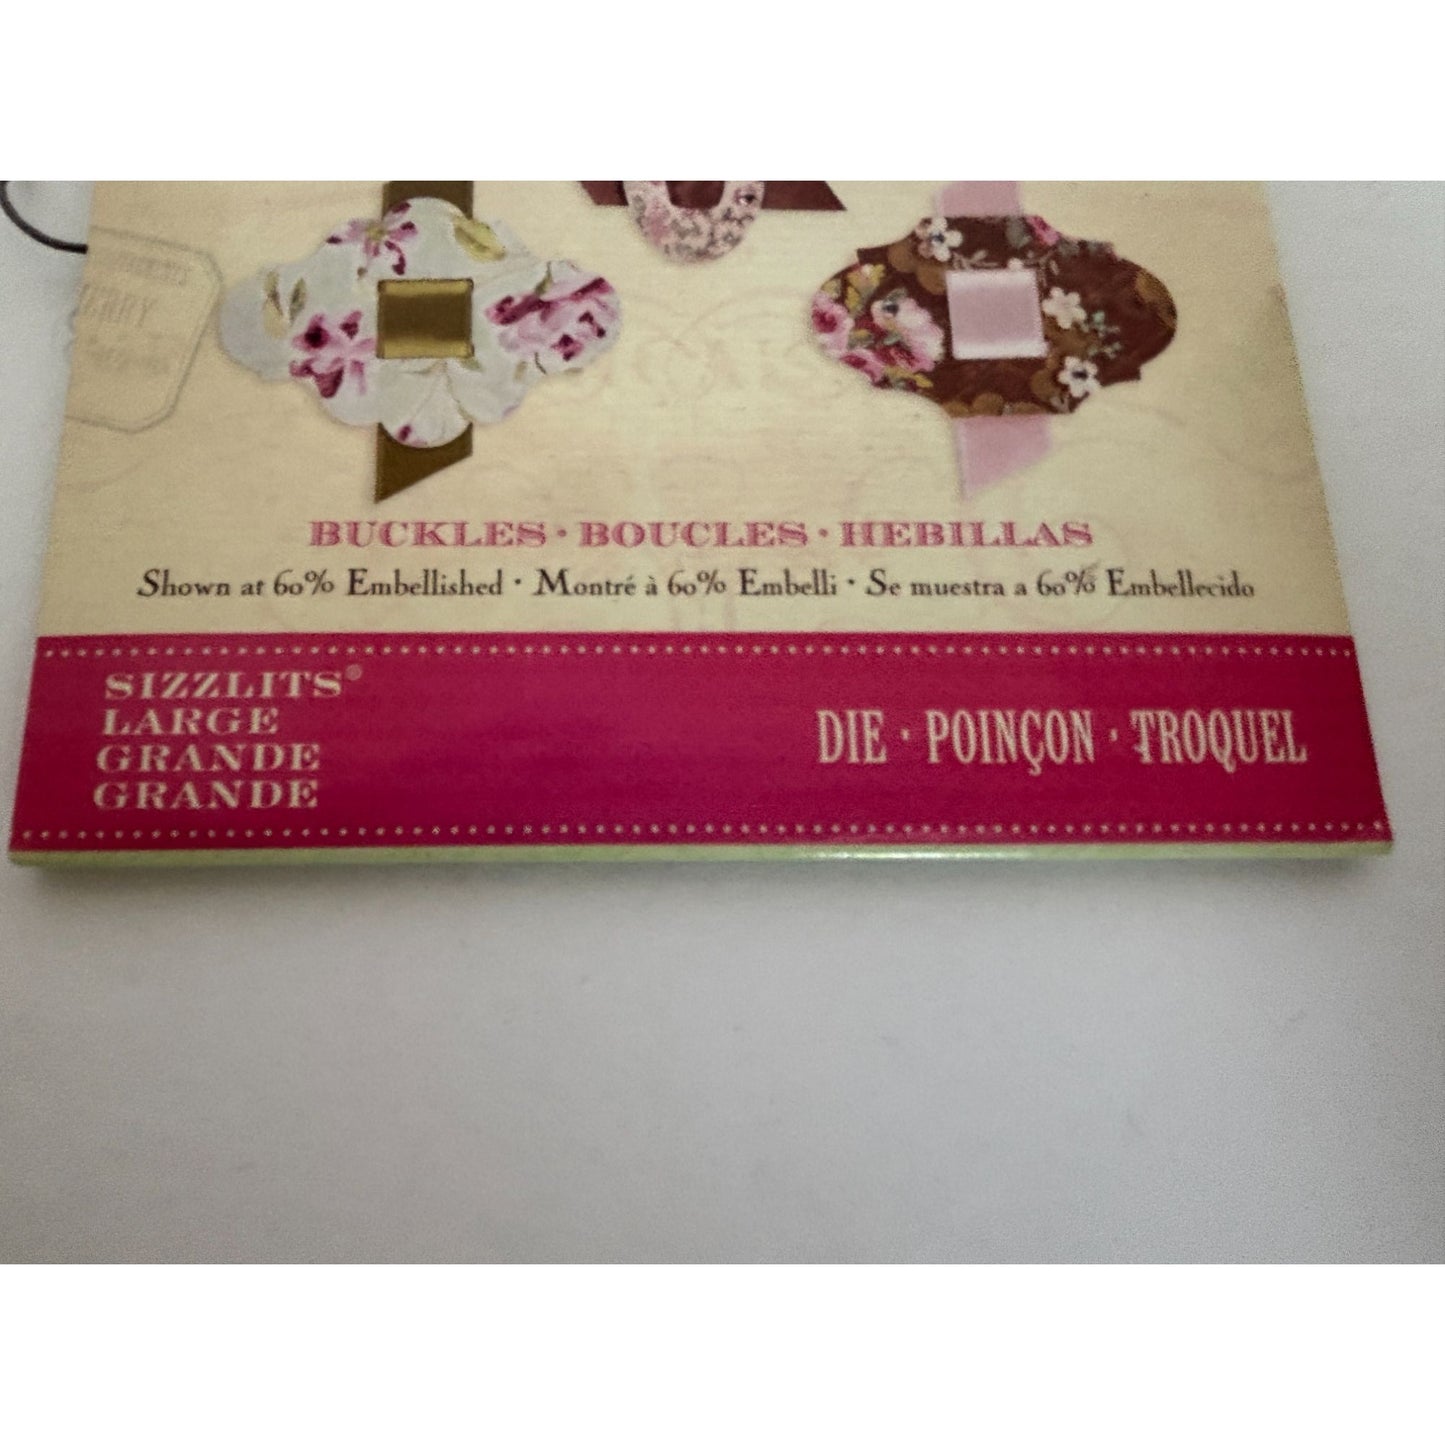 BUCKLES · BOUCLES · HEBILLAS
Shown at 60% Embellished · Montré à 60% Embelli · Se muestra a 60% Embellecido
SIZZLITS®
LARGE
GRANDE
GRANDE
DIE · POINÇON · TROQUEL